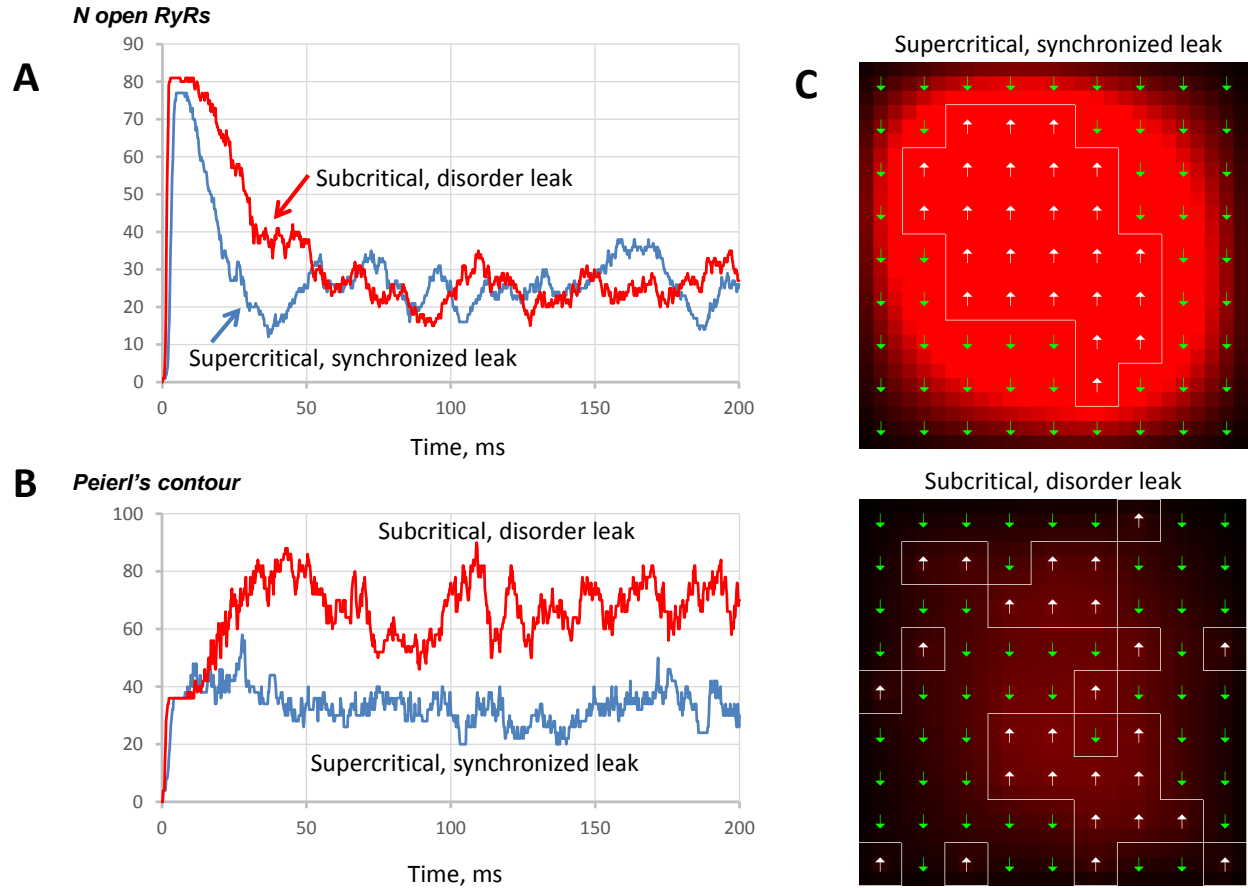 N open RyRs
A
90
80
70
60
50
40
30
20
10
0
Subcritical, disorder leak
Supercritical, synchronized leak
0 50 100 150 200
Time, ms
B
Peierl's contour
100
80
60
40
20
0
Subcritical, disorder leak
Supercritical, synchronized leak
0 50 100 150 200
Time, ms
C
Supercritical, synchronized leak
Subcritical, disorder leak